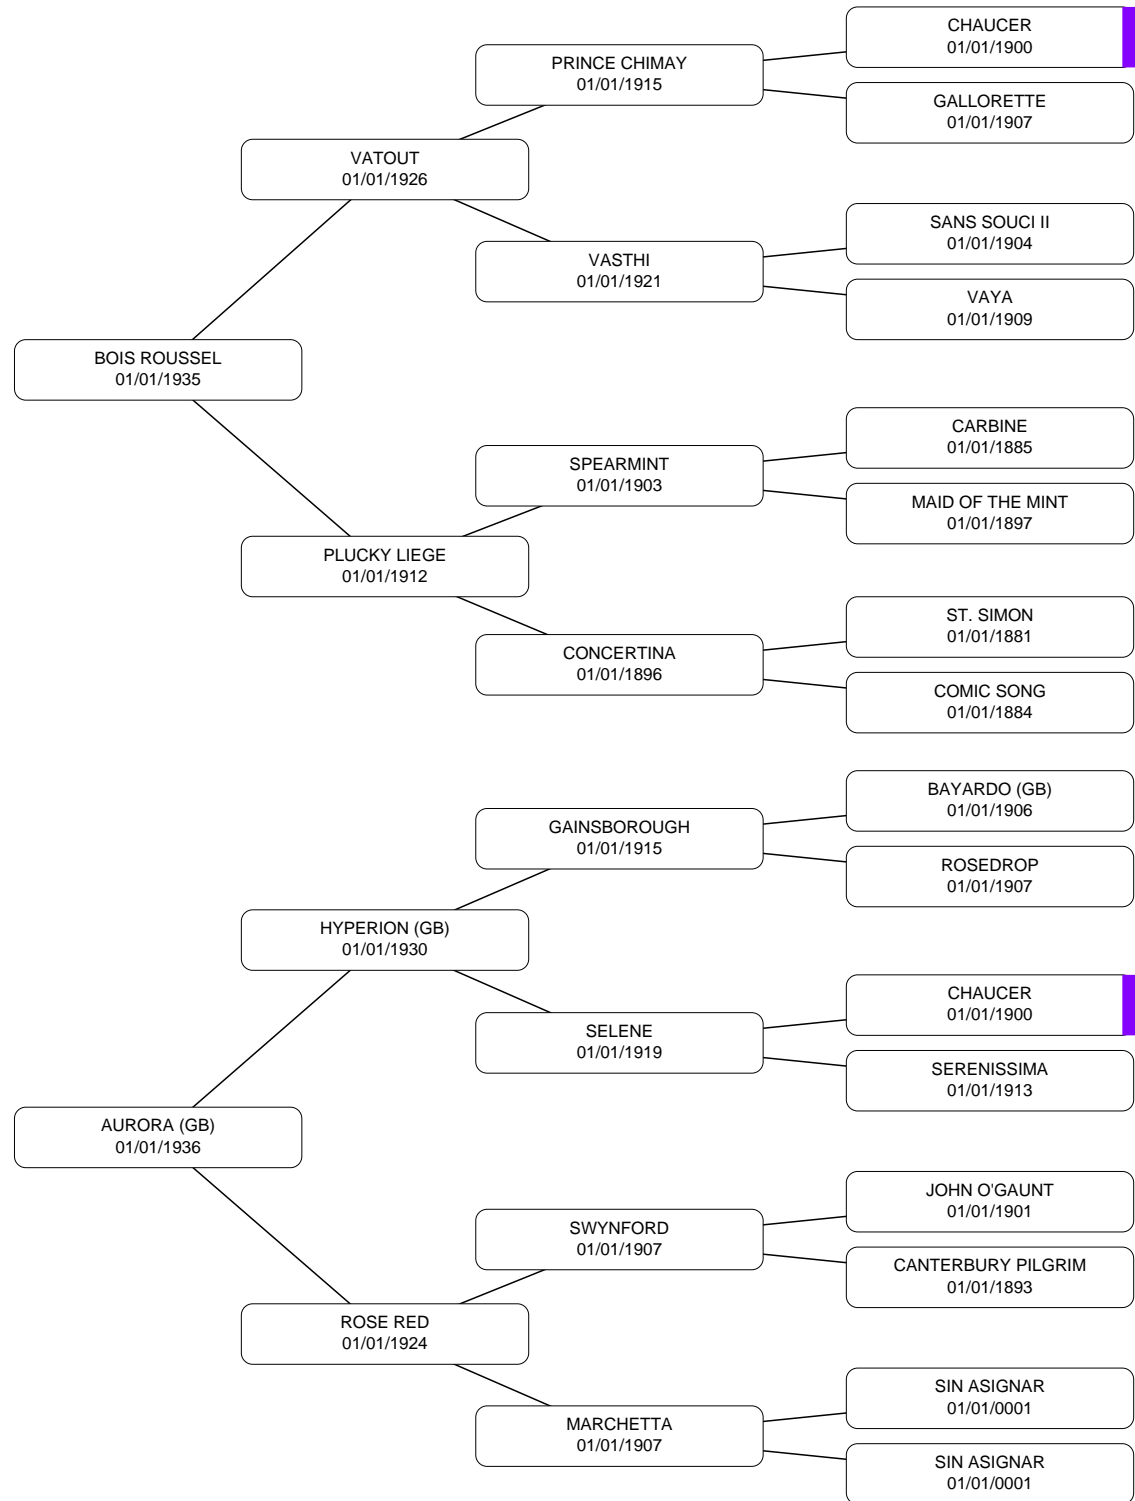 CHAUCER
01/01/1900
PRINCE CHIMAY
01/01/1915
GALLORETTE
01/01/1907
VATOUT
01/01/1926
SANS SOUCI II
01/01/1904
VASTHI
01/01/1921
VAYA
01/01/1909
BOIS ROUSSEL
01/01/1935
CARBINE
01/01/1885
SPEARMINT
01/01/1903
MAID OF THE MINT
01/01/1897
PLUCKY LIEGE
01/01/1912
ST. SIMON
01/01/1881
CONCERTINA
01/01/1896
COMIC SONG
01/01/1884
BAYARDO (GB)
01/01/1906
GAINSBOROUGH
01/01/1915
ROSEDROP
01/01/1907
HYPERION (GB)
01/01/1930
CHAUCER
01/01/1900
SELENE
01/01/1919
SERENISSIMA
01/01/1913
AURORA (GB)
01/01/1936
JOHN O'GAUNT
01/01/1901
SWYNFORD
01/01/1907
CANTERBURY PILGRIM
01/01/1893
ROSE RED
01/01/1924
SIN ASIGNAR
01/01/0001
MARCHETTA
01/01/1907
SIN ASIGNAR
01/01/0001